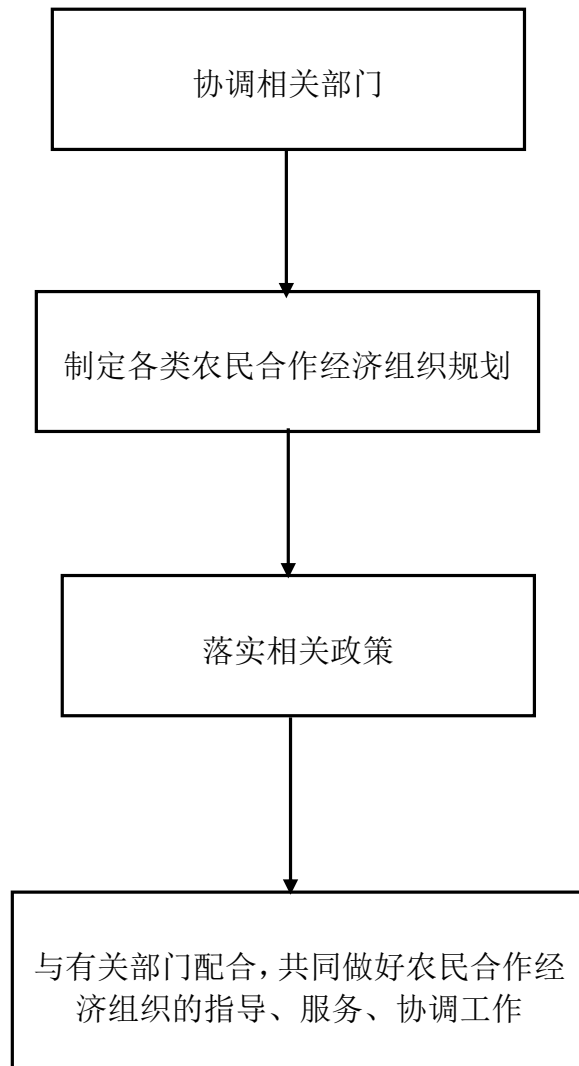 协调相关部门
制定各类农民合作经济组织规划
落实相关政策
与有关部门配合，共同做好农民合作经
济组织的指导、服务、协调工作